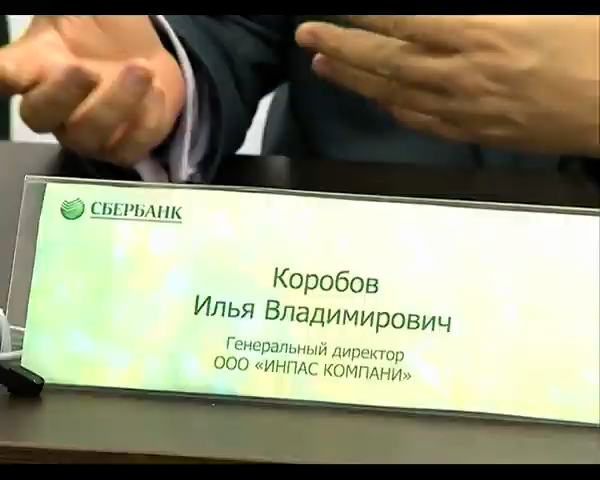 СБЕРБАНК
Коробов
Илья Владимирович
Генеральный директор
ООО «ИНПАС КОМПАНИ»